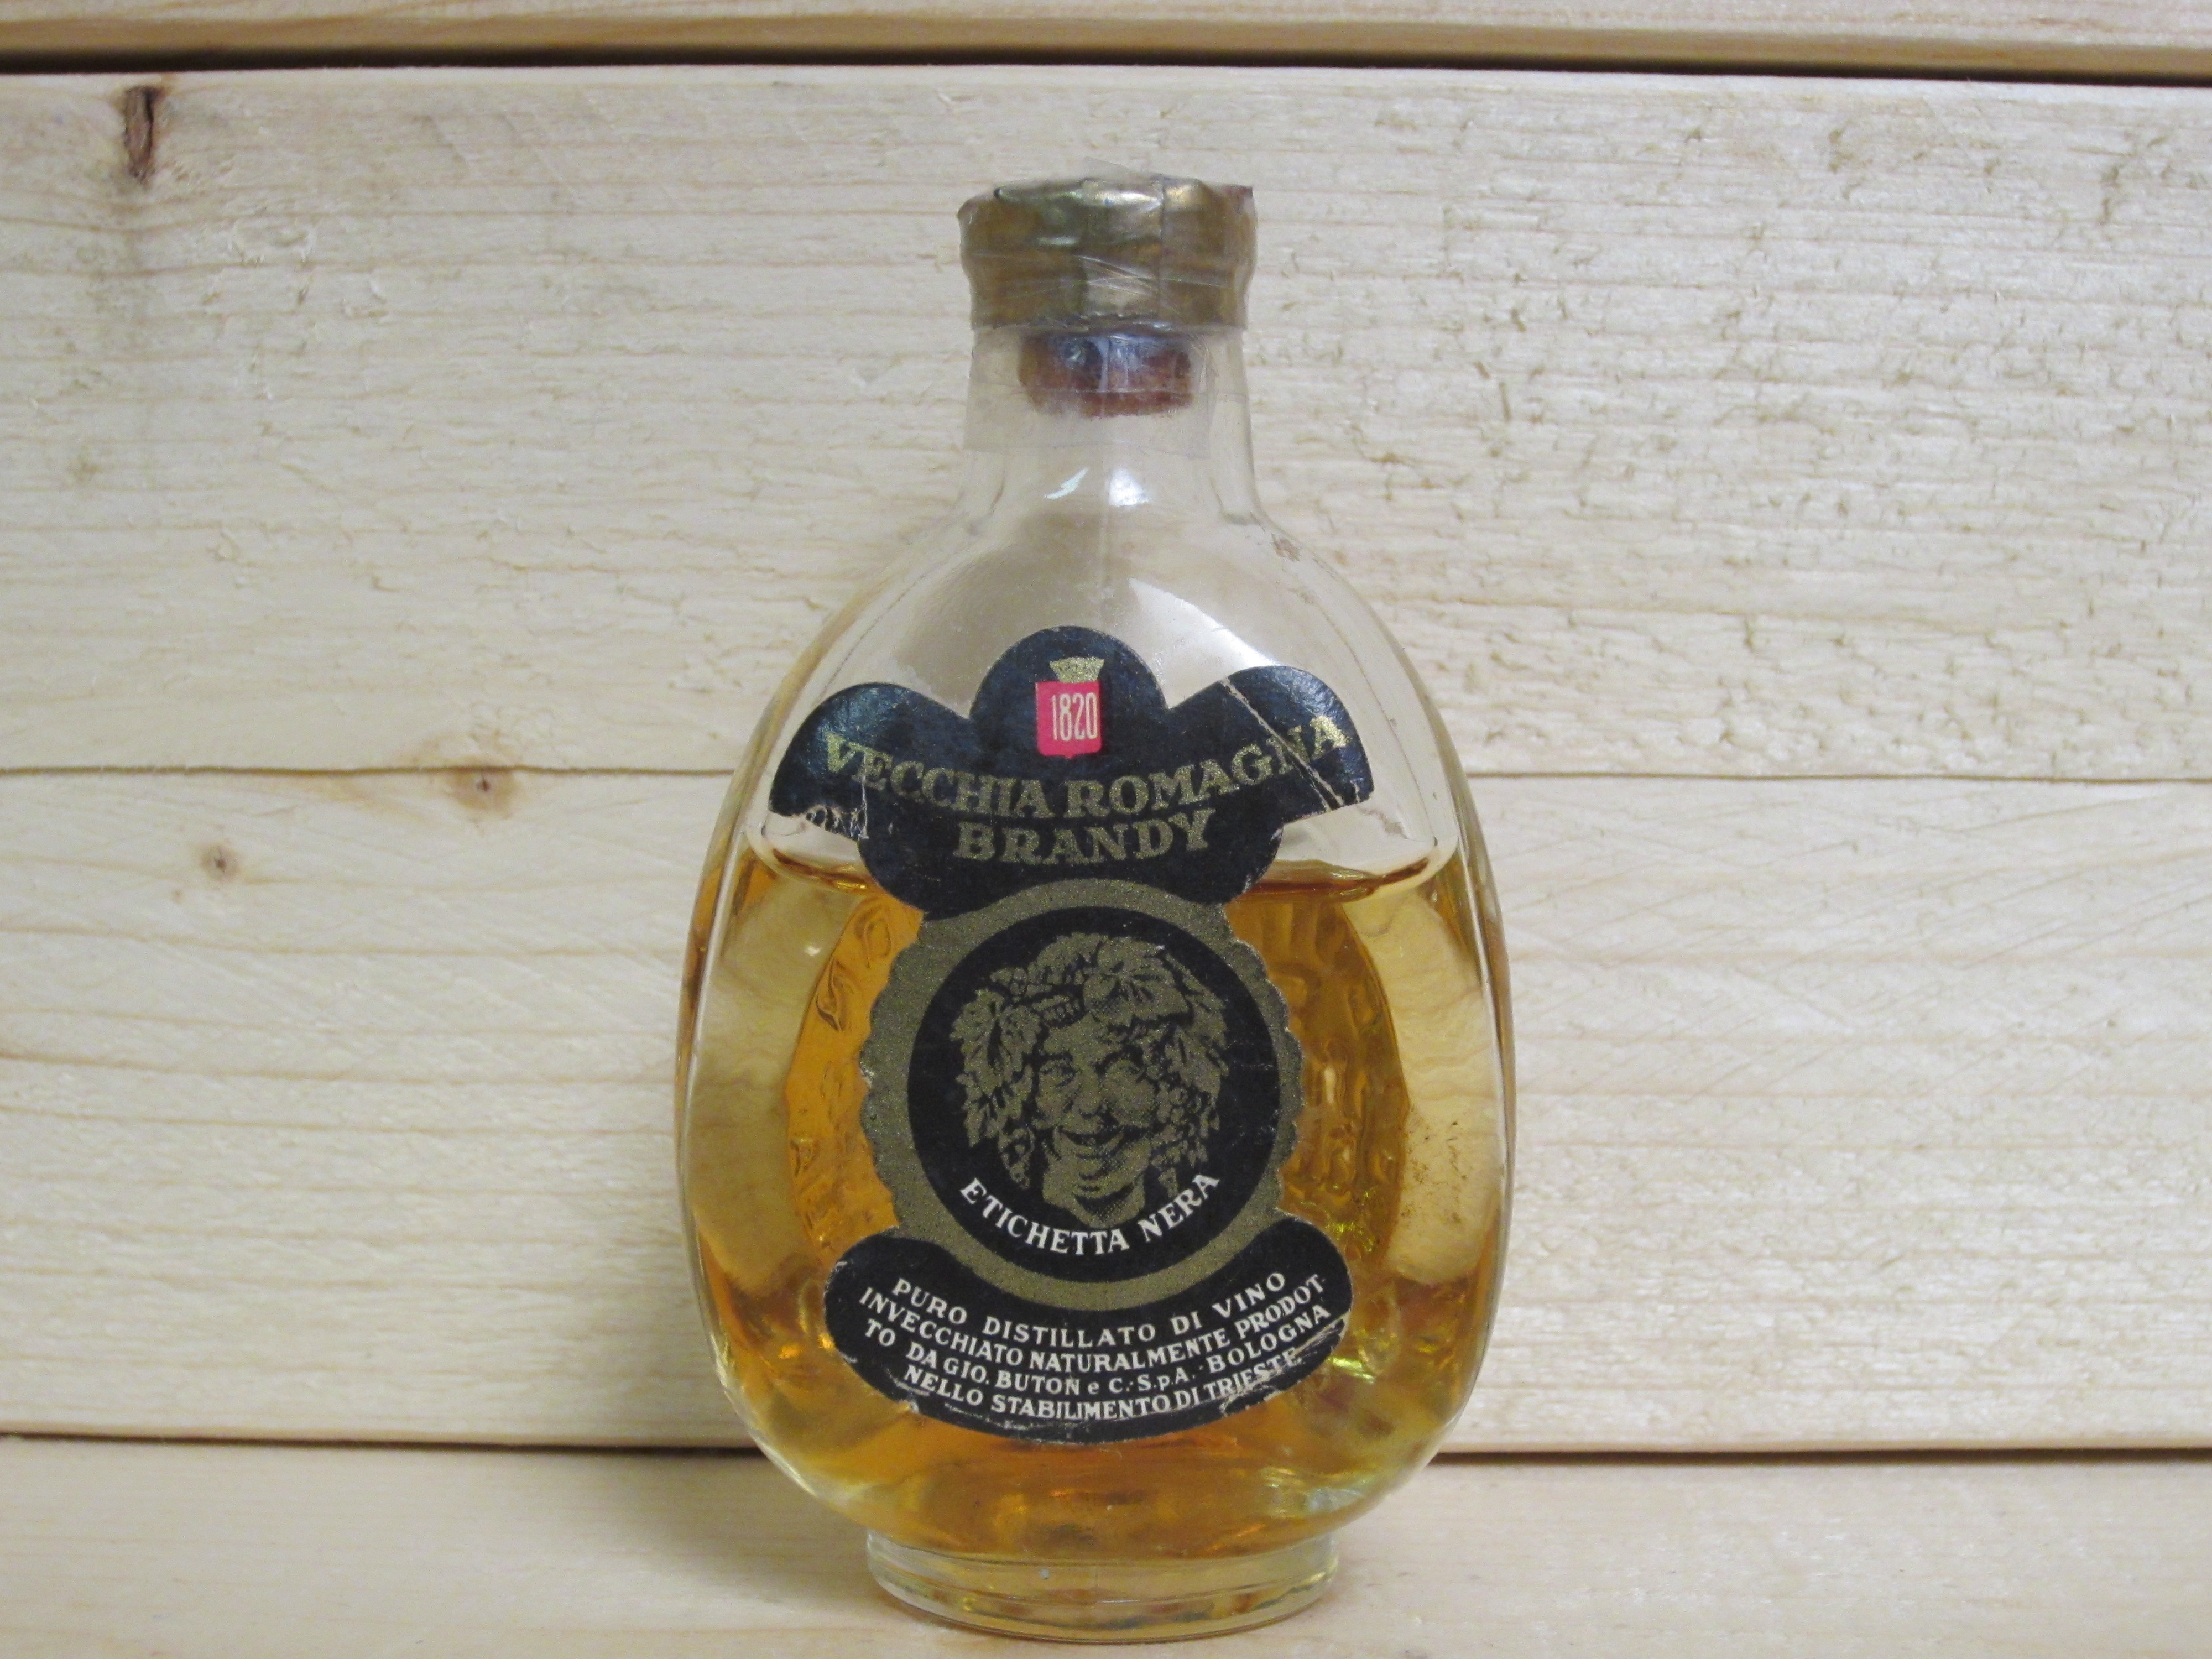 1820
VECCHIA ROMAGNA
BRANDY
ETICHETTA NERA
PURO DISTILLATO DI VINO
INVECCHIATO NATURALMENTE PRODOT-
TO DA GIO. BUTON e C.·S.p.A.·BOLOGNA
NELLO STABILIMENTO DI TRIESTE